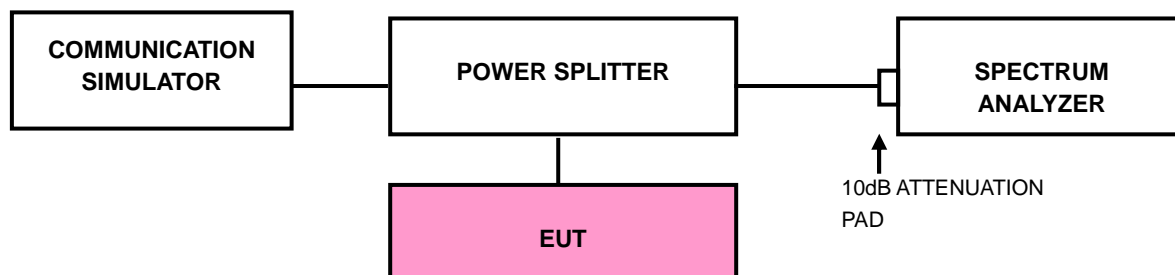 COMMUNICATION
SIMULATOR
POWER SPLITTER
SPECTRUM
ANALYZER
10dB ATTENUATION
PAD
EUT